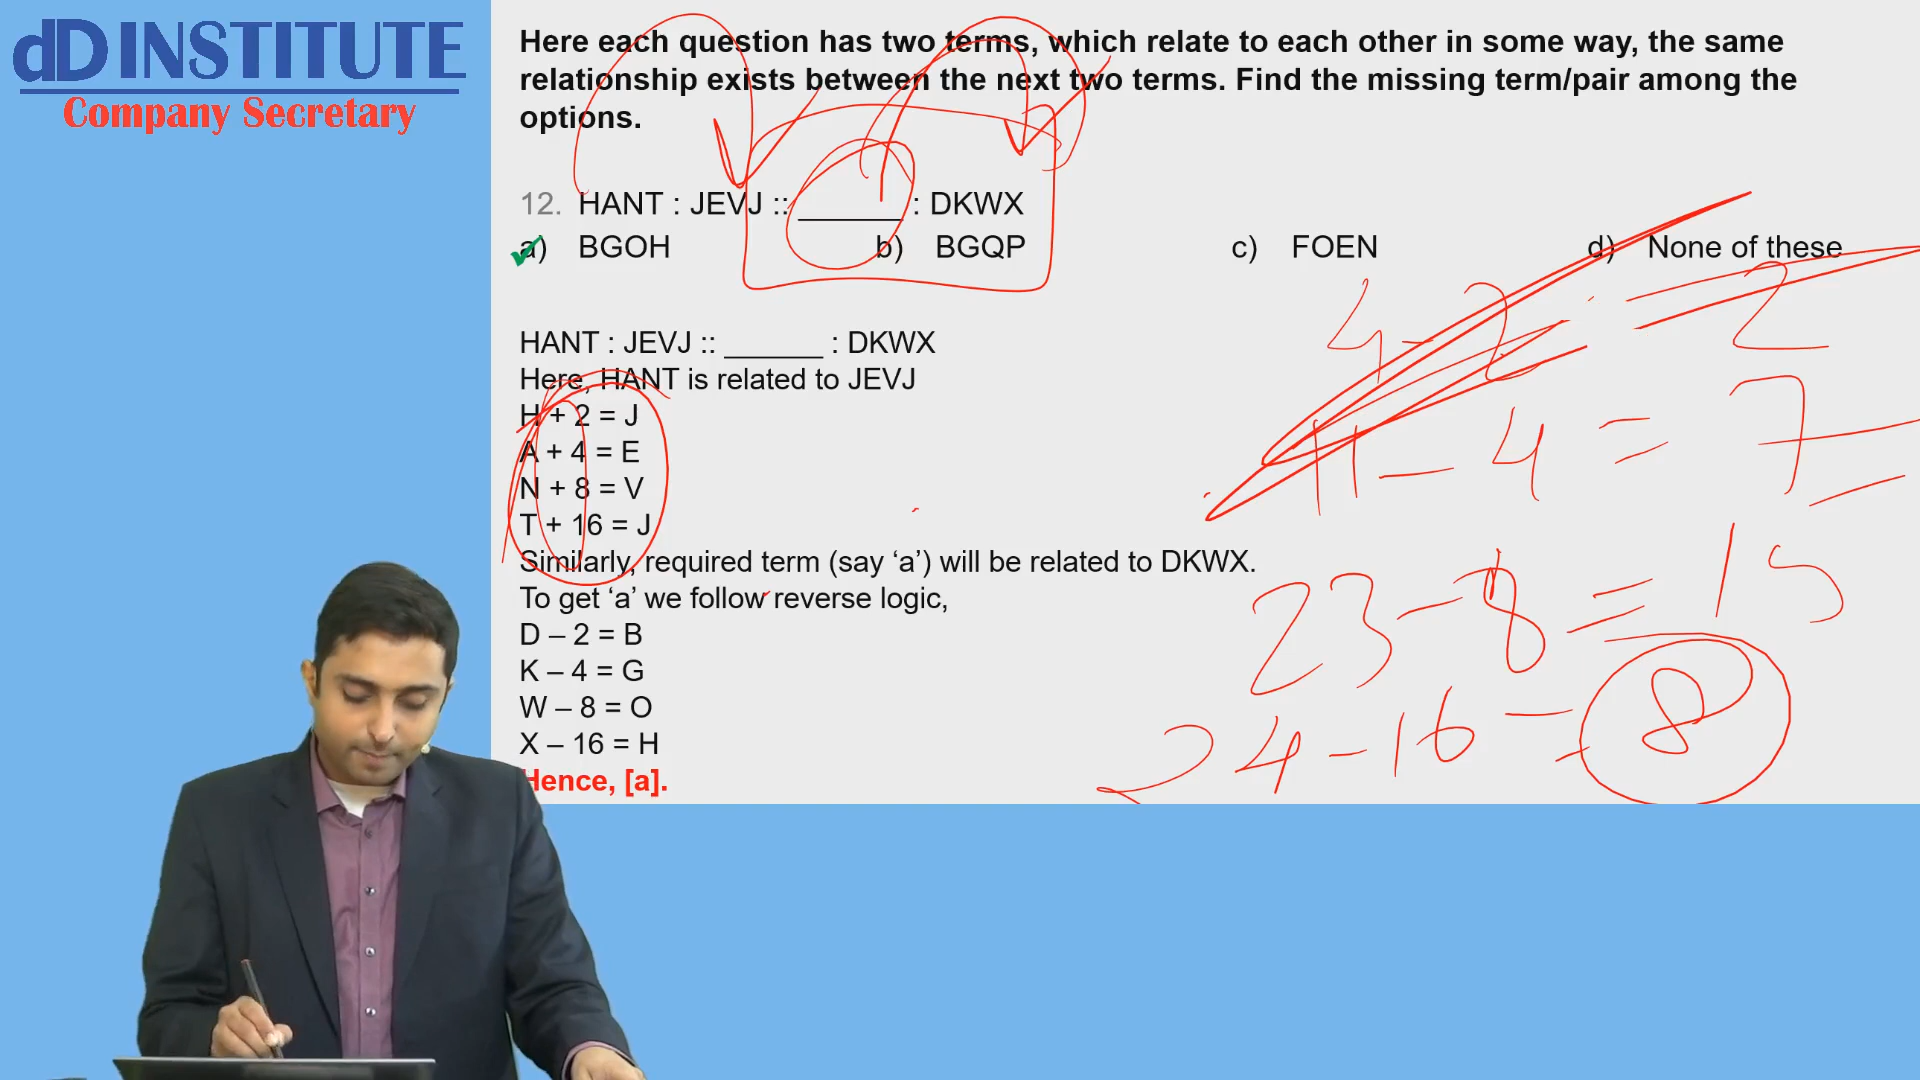 dD INSTITUTE
Company Secretary
Here each question has two terms, which relate to each other in some way, the same
relationship exists between the next two terms. Find the missing term/pair among the
options.
12. HANT : JEVJ :: ______ : DKWX
a) BGOH b) BGQP c) FOEN d) None of these
HANT : JEVJ :: ______ : DKWX
Here, HANT is related to JEVJ
H + 2 = J
A + 4 = E
N + 8 = V
T + 16 = J
Similarly, required term (say ‘a’) will be related to DKWX.
To get ‘a’ we follow reverse logic,
D – 2 = B
K – 4 = G
W – 8 = O
X – 16 = H
Hence, [a].
4 - 2 = 2
11 - 4 = 7
23 - 8 = 15
24 - 16 = 8